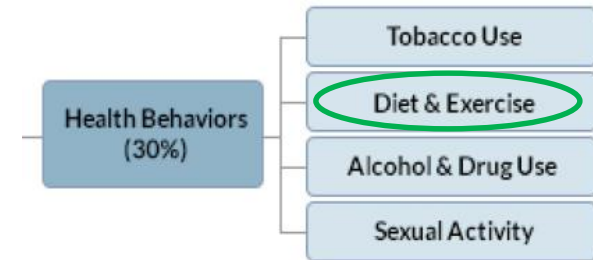 Tobacco Use
Health Behaviors
(30%)
Diet & Exercise
Alcohol & Drug Use
Sexual Activity